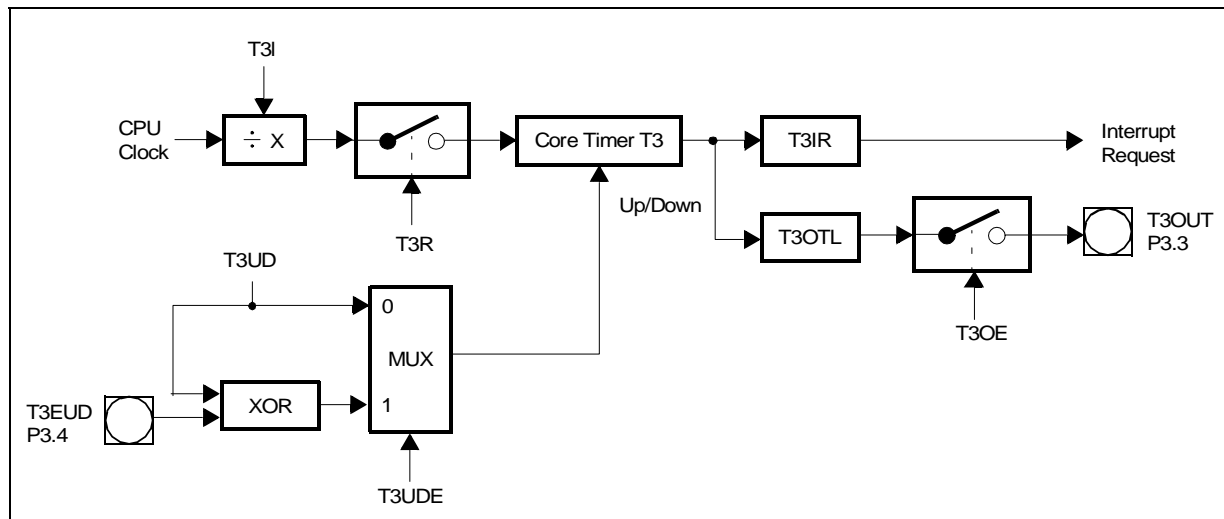 T3I
CPU
Clock
÷ X
Core Timer T3
T3IR
Interrupt
Request
Up/Down
T3R
T3OTL
T3OUT
P3.3
T3UD
0
MUX
T3OE
XOR
1
T3EUD
P3.4
T3UDE